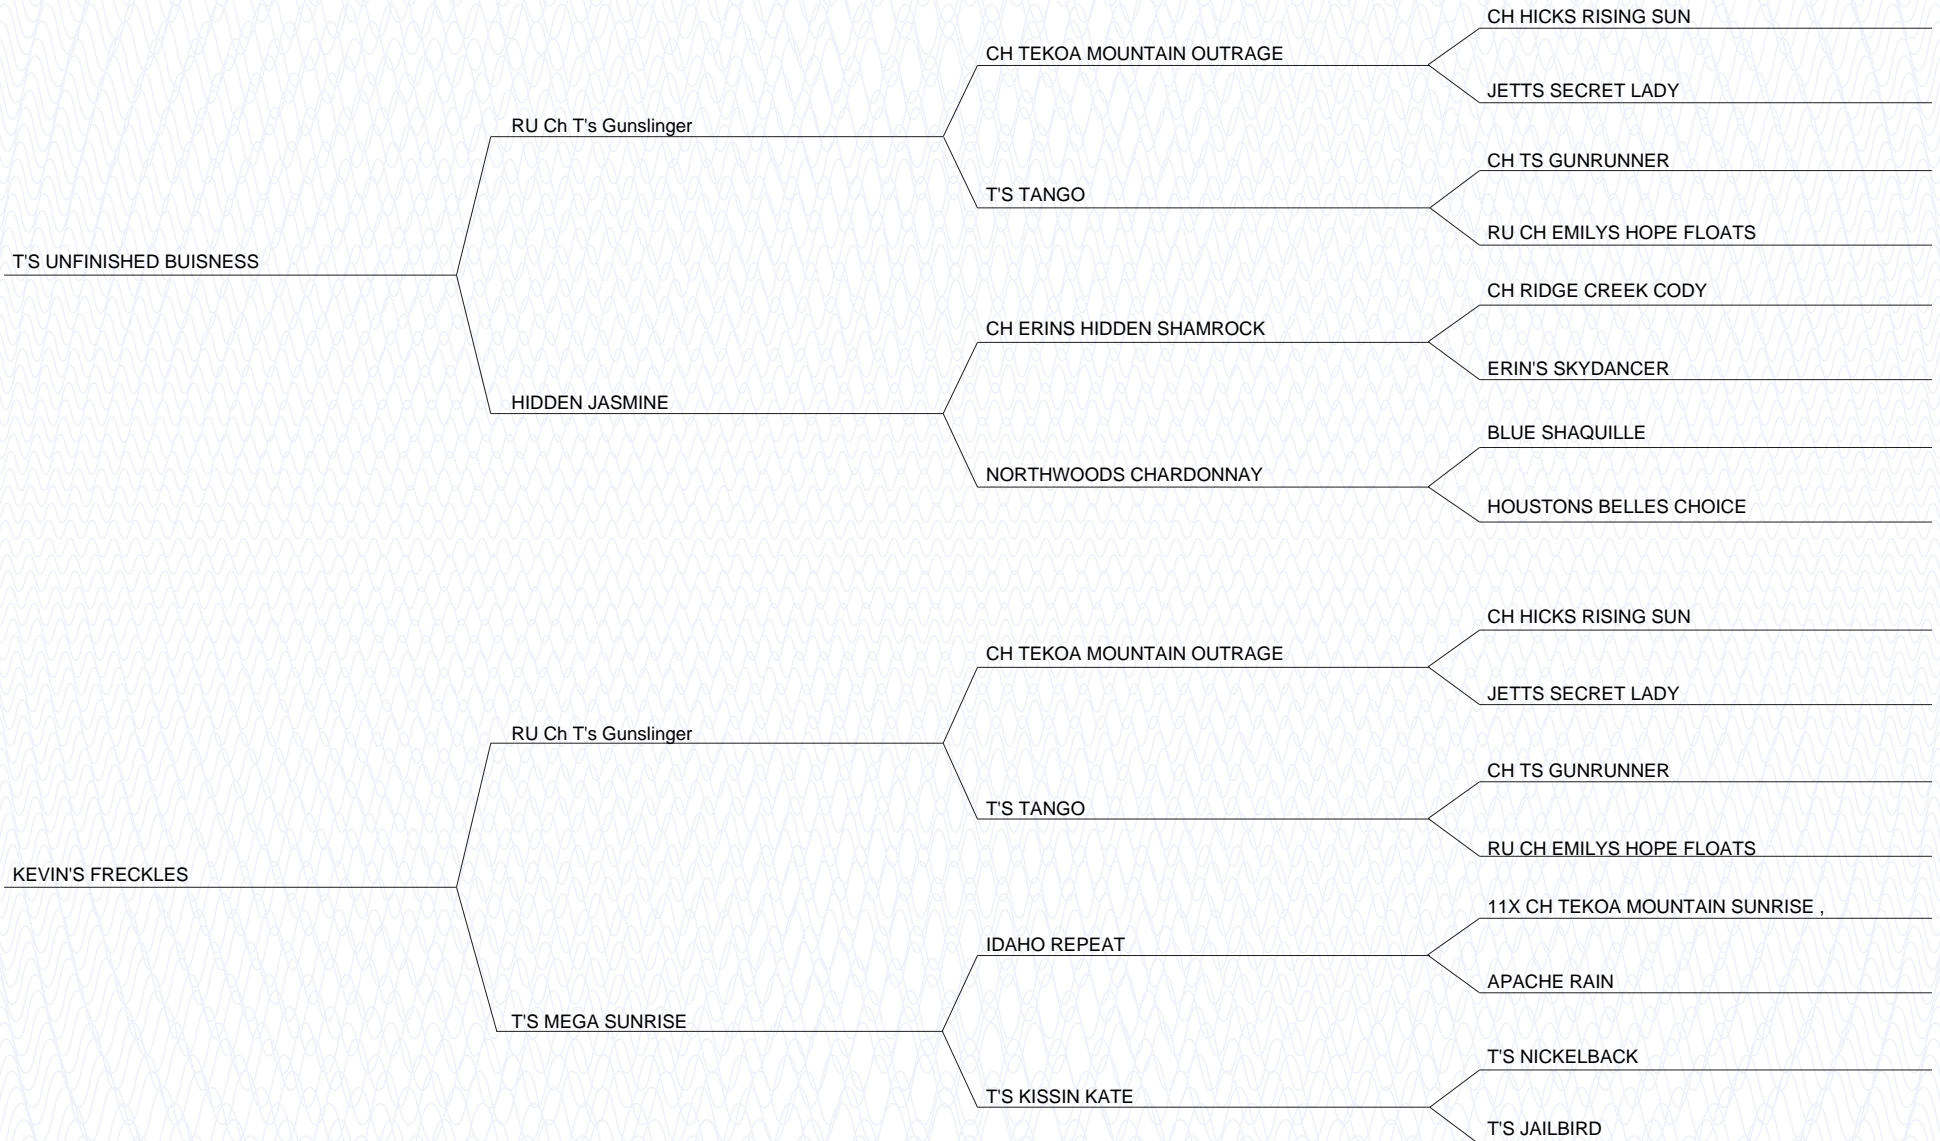 CH HICKS RISING SUN
CH TEKOA MOUNTAIN OUTRAGE
JETTS SECRET LADY
RU Ch T's Gunslinger
CH TS GUNRUNNER
T'S TANGO
RU CH EMILYS HOPE FLOATS
T'S UNFINISHED BUISNESS
CH RIDGE CREEK CODY
CH ERINS HIDDEN SHAMROCK
ERIN'S SKYDANCER
HIDDEN JASMINE
BLUE SHAQUILLE
NORTHWOODS CHARDONNAY
HOUSTONS BELLES CHOICE
CH HICKS RISING SUN
CH TEKOA MOUNTAIN OUTRAGE
JETTS SECRET LADY
RU Ch T's Gunslinger
CH TS GUNRUNNER
T'S TANGO
RU CH EMILYS HOPE FLOATS
KEVIN'S FRECKLES
11X CH TEKOA MOUNTAIN SUNRISE ,
IDAHO REPEAT
APACHE RAIN
T'S MEGA SUNRISE
T'S NICKELBACK
T'S KISSIN KATE
T'S JAILBIRD